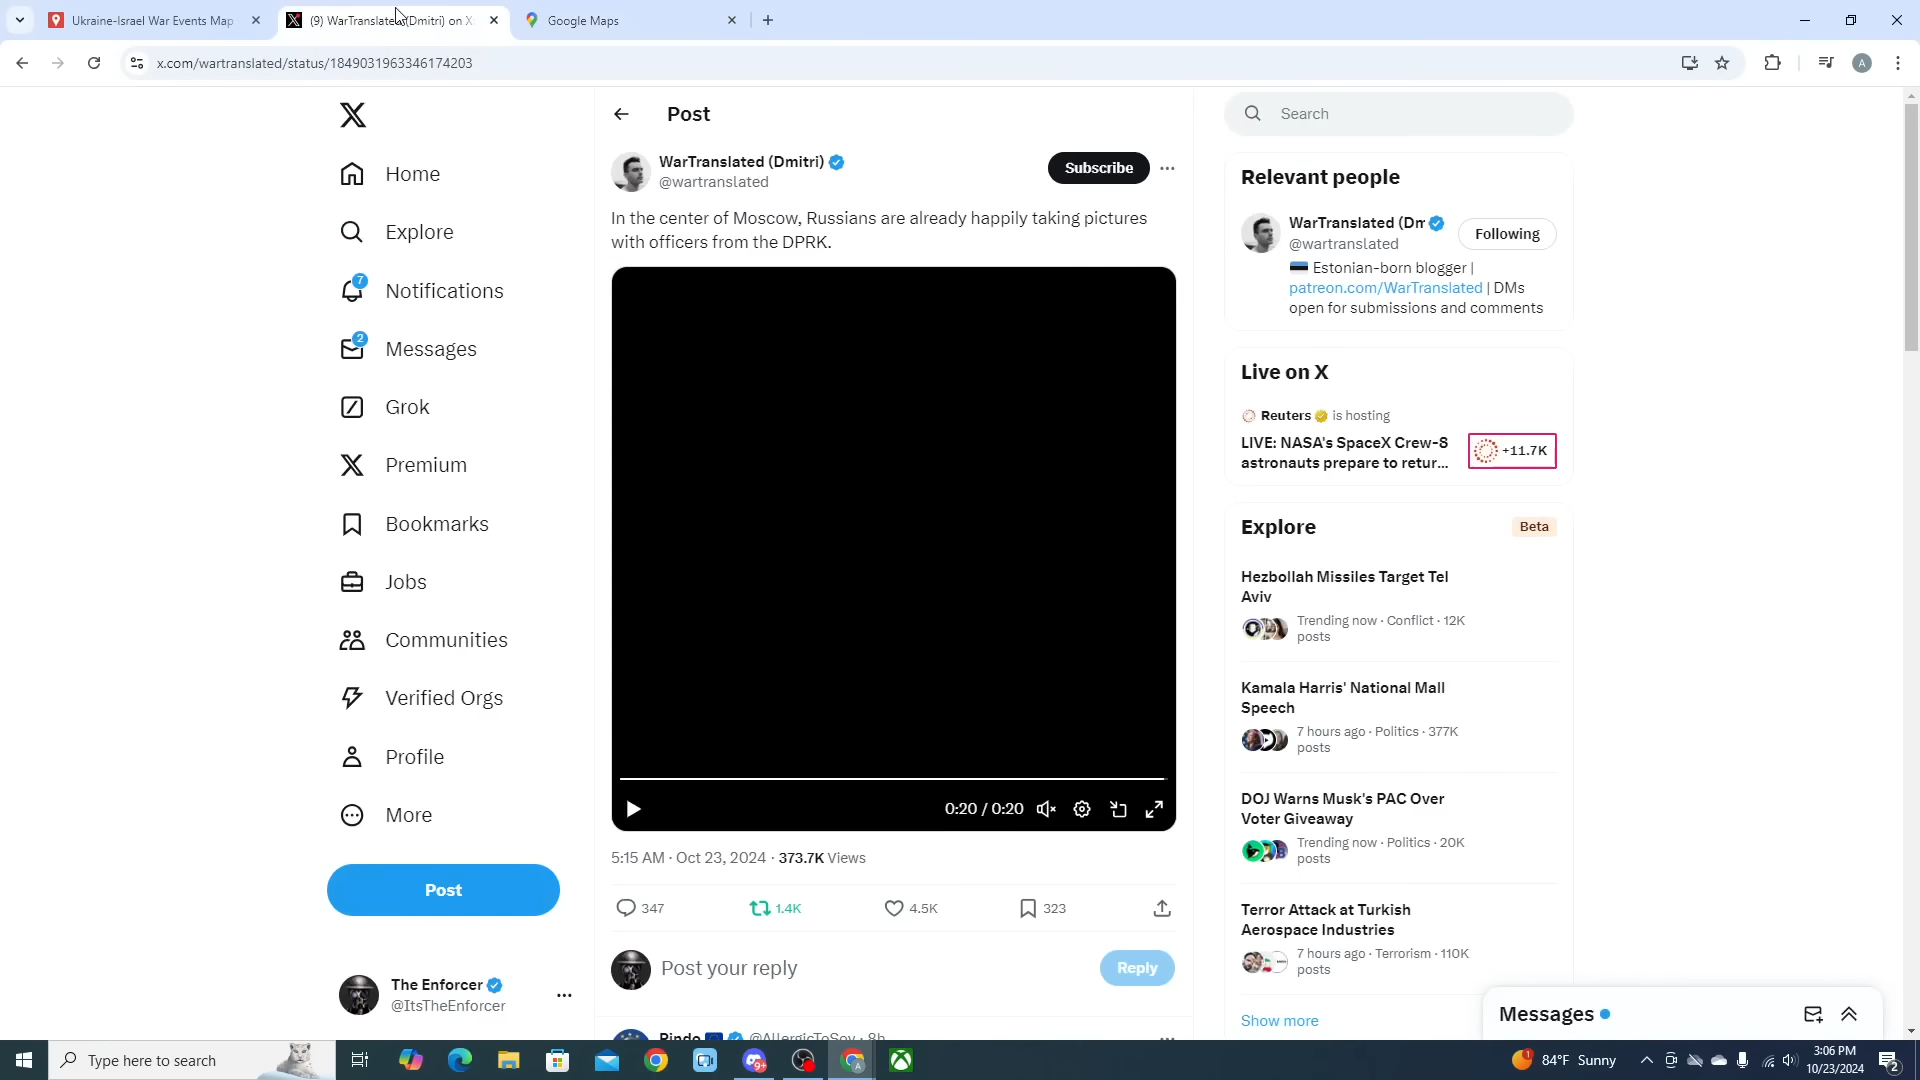 Ukraine-Israel War Events Map
(9) WarTranslated (Dmitri) on X
Google Maps
x.com/wartranslated/status/1849031963346174203
A
Home
Explore
7
Notifications
2
Messages
Grok
Premium
Bookmarks
Jobs
Communities
Verified Orgs
Profile
More
Post
The Enforcer
@ItsTheEnforcer
Post
WarTranslated (Dmitri)
@wartranslated
Subscribe
In the center of Moscow, Russians are already happily taking pictures
with officers from the DPRK.
0:20 / 0:20
5:15 AM · Oct 23, 2024 · 373.7K Views
347
1.4K
4.5K
323
Post your reply
Reply
Pindo @AllergicToSov · 8h
Search
Relevant people
WarTranslated (Dm
@wartranslated
Following
Estonian-born blogger |
patreon.com/WarTranslated | DMs
open for submissions and comments
Live on X
Reuters is hosting
LIVE: NASA's SpaceX Crew-8
astronauts prepare to retur...
+11.7K
Explore
Beta
Hezbollah Missiles Target Tel
Aviv
Trending now · Conflict · 12K
posts
Kamala Harris' National Mall
Speech
7 hours ago · Politics · 377K
posts
DOJ Warns Musk's PAC Over
Voter Giveaway
Trending now · Politics · 20K
posts
Terror Attack at Turkish
Aerospace Industries
7 hours ago · Terrorism · 110K
posts
Show more
Messages
Type here to search
9+
A
1
84°F Sunny
3:06 PM
10/23/2024
2